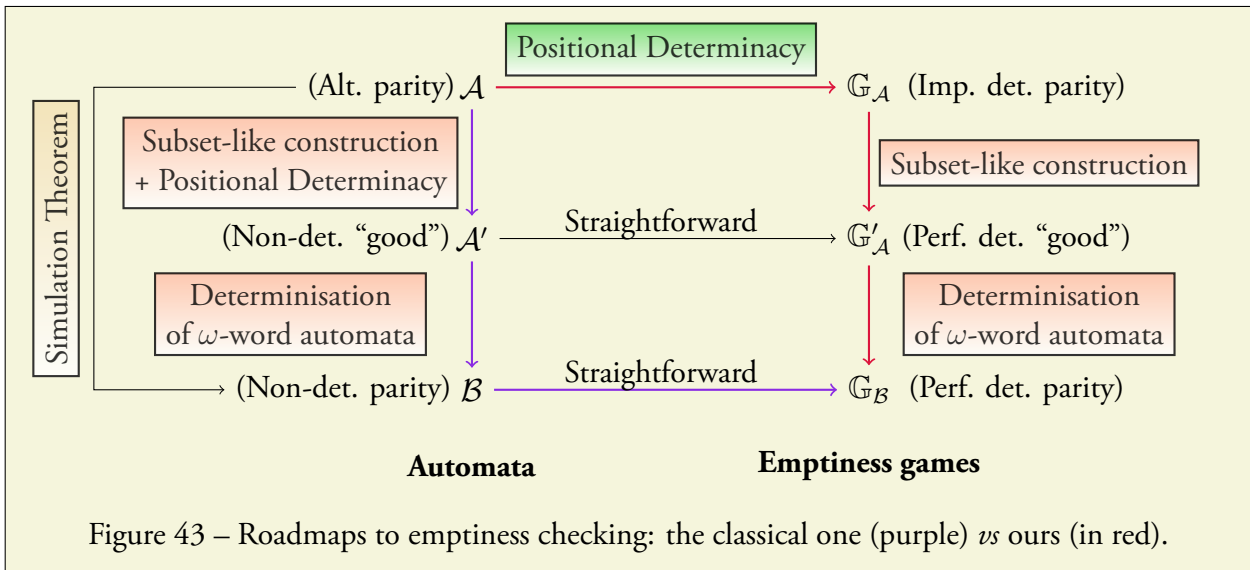 Positional Determinacy
(Alt. parity) 𝒜
𝔾_𝒜 (Imp. det. parity)
Simulation Theorem
Subset-like construction
+ Positional Determinacy
Subset-like construction
(Non-det. “good”) 𝒜′
Straightforward
𝔾′_𝒜 (Perf. det. “good”)
Determinisation
of ω-word automata
Determinisation
of ω-word automata
(Non-det. parity) ℬ
Straightforward
𝔾_ℬ (Perf. det. parity)
Automata
Emptiness games
Figure 43 – Roadmaps to emptiness checking: the classical one (purple) vs ours (in red).